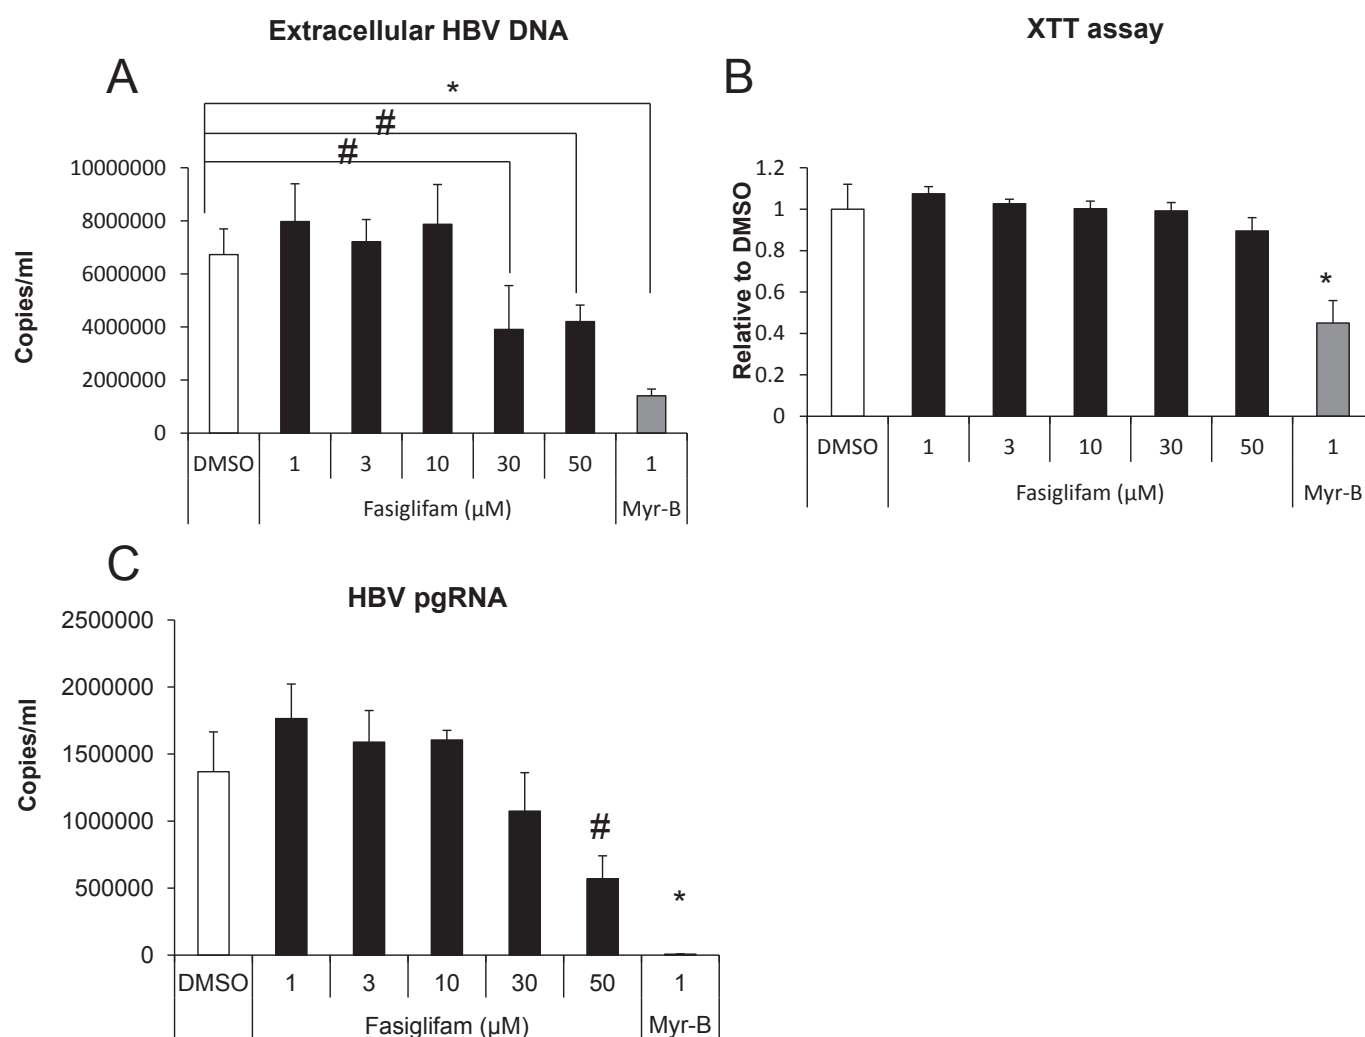 Extracellular HBV DNA
A
*
#
#
10000000
8000000
6000000
4000000
2000000
0
Copies/ml
DMSO 1 3 10 30 50 1
Fasiglifam (μM) Myr-B
XTT assay
B
1.2
1
0.8
0.6
0.4
0.2
0
Relative to DMSO
*
DMSO 1 3 10 30 50 1
Fasiglifam (μM) Myr-B
C
HBV pgRNA
2500000
2000000
1500000
1000000
500000
0
Copies/ml
#
*
DMSO 1 3 10 30 50 1
Fasiglifam (μM) Myr-B